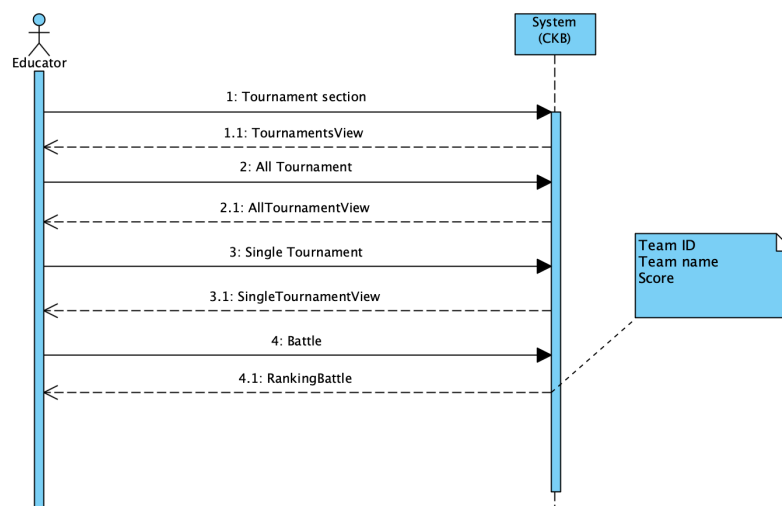 System
(CKB)
Educator
1: Tournament section
1.1: TournamentsView
2: All Tournament
2.1: AllTournamentView
3: Single Tournament
Team ID
Team name
Score
3.1: SingleTournamentView
4: Battle
4.1: RankingBattle